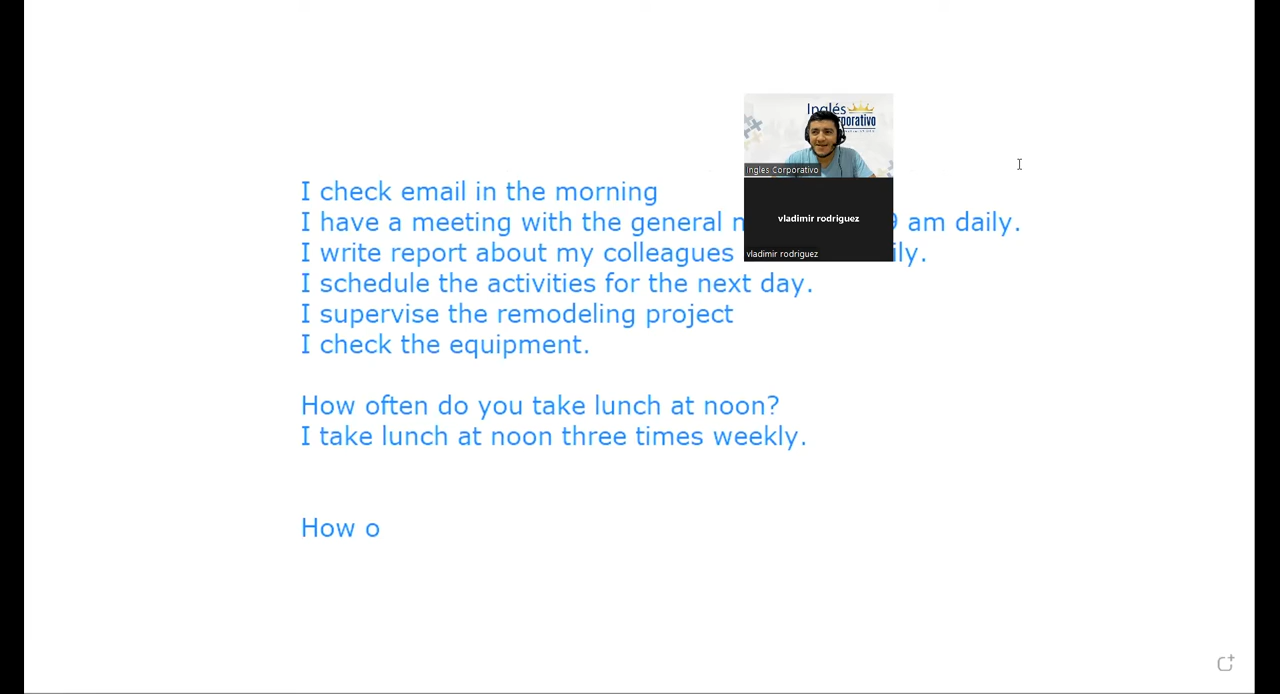 Inglés
Corporativo
Ingles Corporativo
vladimir rodriguez
vladimir rodriguez
I check email in the morning
I have a meeting with the general am daily.
I write report about my colleagues
I schedule the activities for the next day.
I supervise the remodeling project
I check the equipment.
How often do you take lunch at noon?
I take lunch at noon three times weekly.
How o